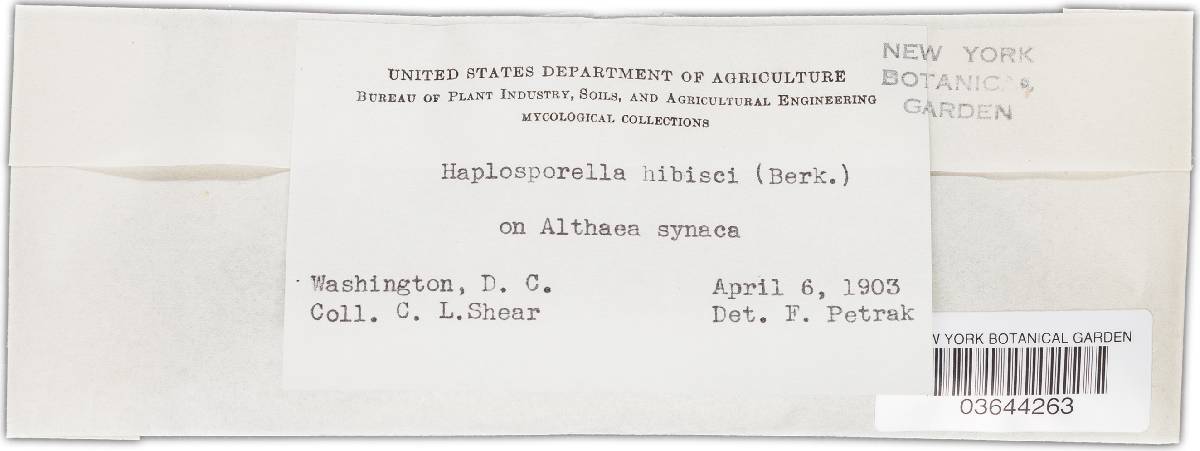 UNITED STATES DEPARTMENT OF AGRICULTURE
BUREAU OF PLANT INDUSTRY, SOILS, AND AGRICULTURAL ENGINEERING
MYCOLOGICAL COLLECTIONS
NEW YORK
BOTANICAL
GARDEN
Haplosporella hibisci (Berk.)
on Althaea synaca
Washington, D. C.
April 6, 1903
Coll. C. L.Shear
Det. F. Petrak
W YORK BOTANICAL GARDEN
03644263